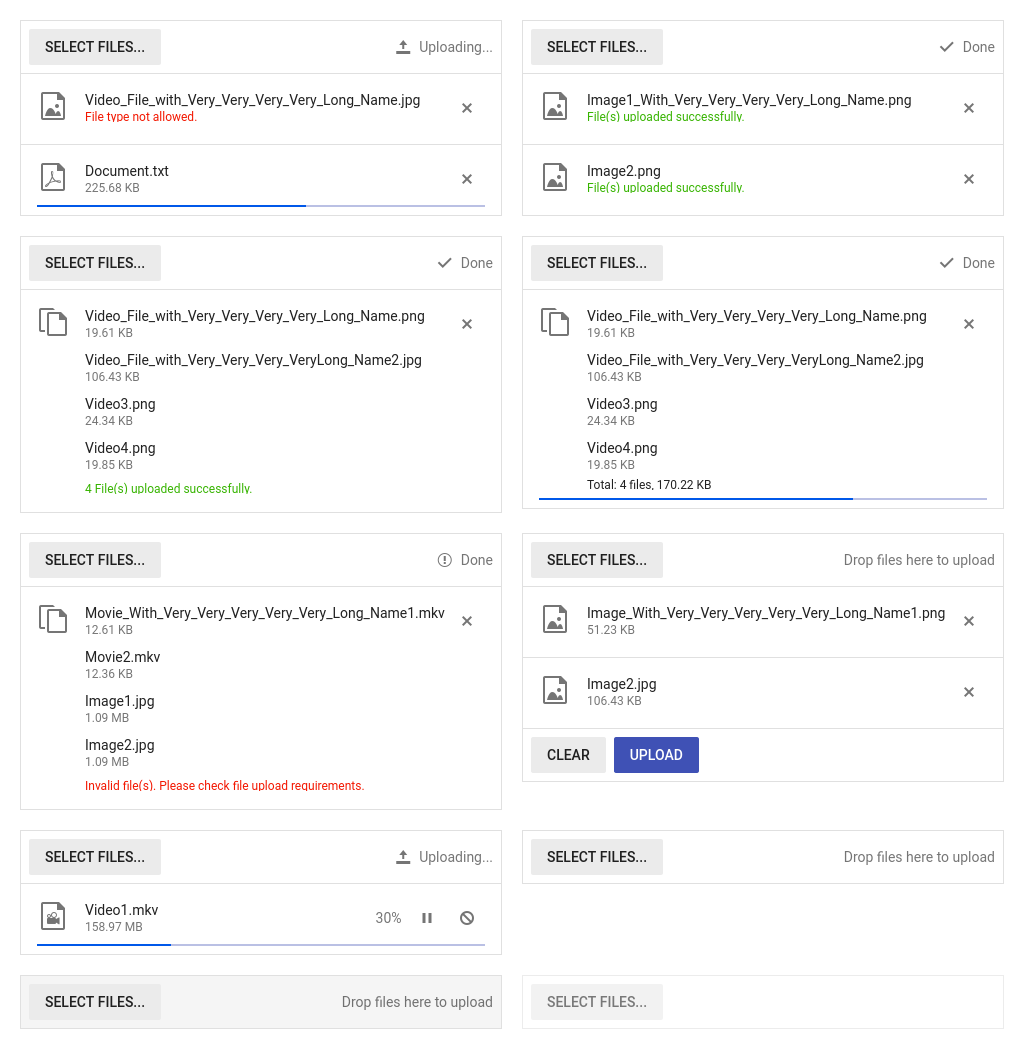 SELECT FILES...
Uploading...
Video_File_with_Very_Very_Very_Very_Long_Name.jpg
File type not allowed.
Document.txt
225.68 KB
SELECT FILES...
Done
Image1_With_Very_Very_Very_Very_Long_Name.png
File(s) uploaded successfully.
Image2.png
File(s) uploaded successfully.
SELECT FILES...
Done
Video_File_with_Very_Very_Very_Very_Long_Name.png
19.61 KB
Video_File_with_Very_Very_Very_VeryLong_Name2.jpg
106.43 KB
Video3.png
24.34 KB
Video4.png
19.85 KB
4 File(s) uploaded successfully.
SELECT FILES...
Done
Video_File_with_Very_Very_Very_Very_Long_Name.png
19.61 KB
Video_File_with_Very_Very_Very_VeryLong_Name2.jpg
106.43 KB
Video3.png
24.34 KB
Video4.png
19.85 KB
Total: 4 files, 170.22 KB
SELECT FILES...
Done
Movie_With_Very_Very_Very_Very_Very_Long_Name1.mkv
12.61 KB
Movie2.mkv
12.36 KB
Image1.jpg
1.09 MB
Image2.jpg
1.09 MB
Invalid file(s). Please check file upload requirements.
SELECT FILES...
Drop files here to upload
Image_With_Very_Very_Very_Very_Very_Long_Name1.png
51.23 KB
Image2.jpg
106.43 KB
CLEAR
UPLOAD
SELECT FILES...
Uploading...
Video1.mkv
158.97 MB
30%
SELECT FILES...
Drop files here to upload
SELECT FILES...
Drop files here to upload
SELECT FILES...